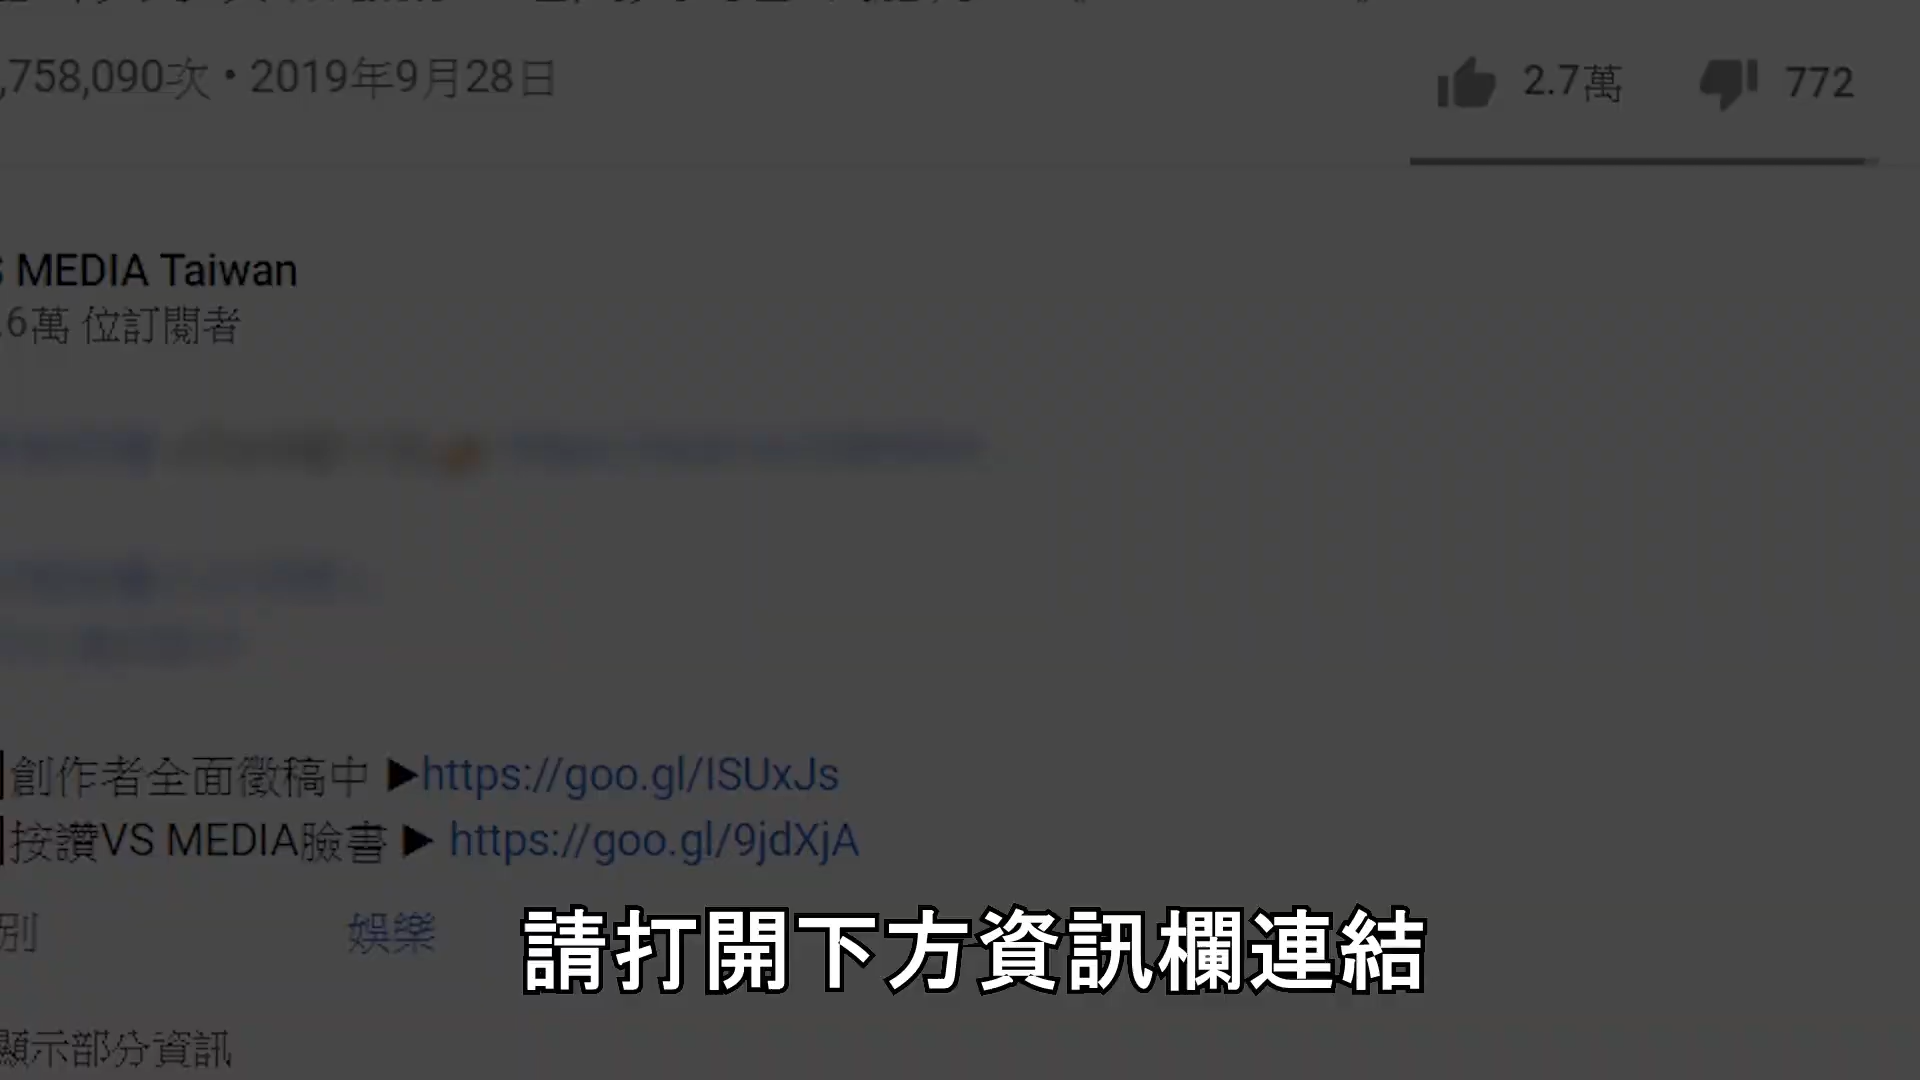 ,758,090次 • 2019年9月28日
2.7萬
772
MEDIA Taiwan
.6萬 位訂閱者
創作者全面徵稿中 ▶https://goo.gl/ISUxJs
按讚VS MEDIA臉書 ▶ https://goo.gl/9jdXjA
別
娛樂
請打開下方資訊欄連結
顯示部分資訊